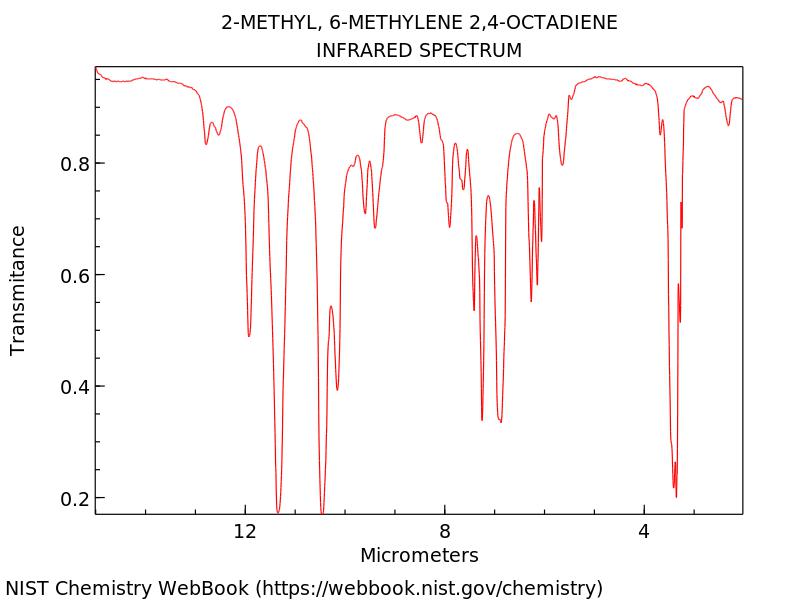 2-METHYL, 6-METHYLENE 2,4-OCTADIENE
INFRARED SPECTRUM
Transmitance
0.8
0.6
0.4
0.2
12 8 4
Micrometers
NIST Chemistry WebBook (https://webbook.nist.gov/chemistry)